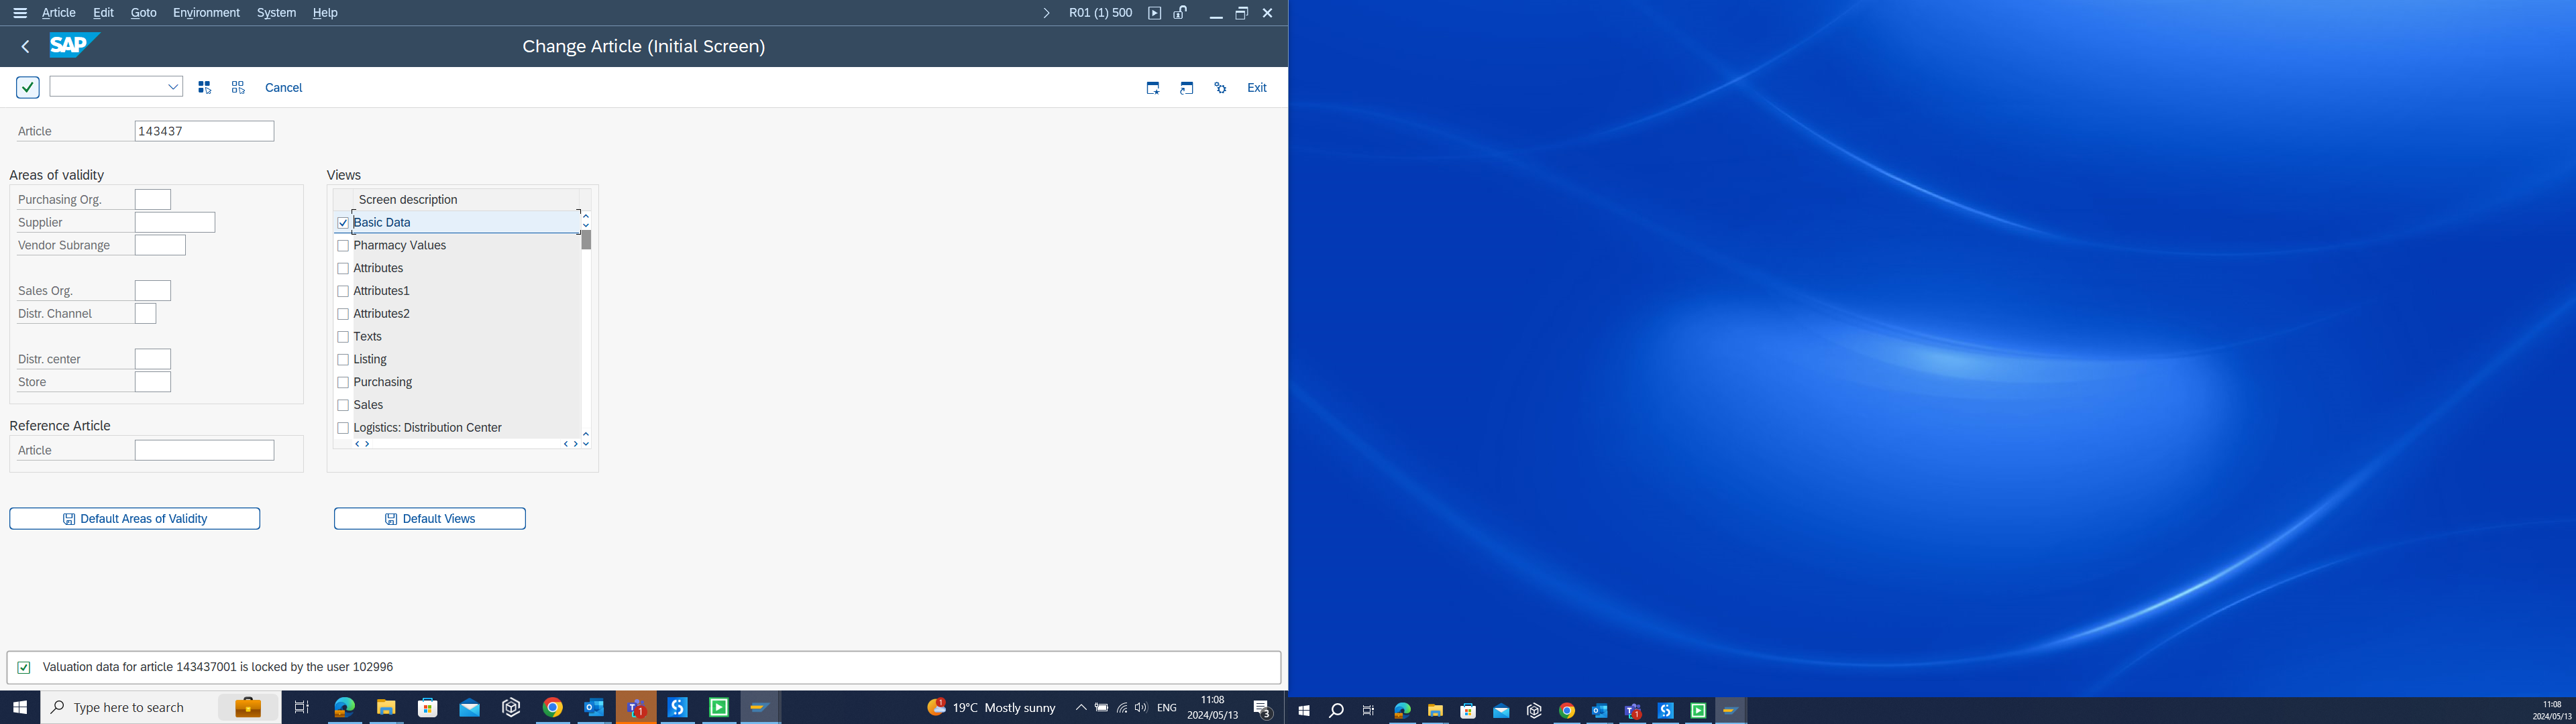 Article Edit Goto Environment System Help R01 (1) 500
SAP Change Article (Initial Screen)
Cancel Exit
Article 143437
Areas of validity
Purchasing Org.
Supplier
Vendor Subrange
Sales Org.
Distr. Channel
Distr. center
Store
Reference Article
Article
Default Areas of Validity
Views
Screen description
Basic Data
Pharmacy Values
Attributes
Attributes1
Attributes2
Texts
Listing
Purchasing
Sales
Logistics: Distribution Center
Default Views
Valuation data for article 143437001 is locked by the user 102996
Type here to search
1
1
19°C Mostly sunny
ENG
11:08
2024/05/13
3
1
11:08
2024/05/13